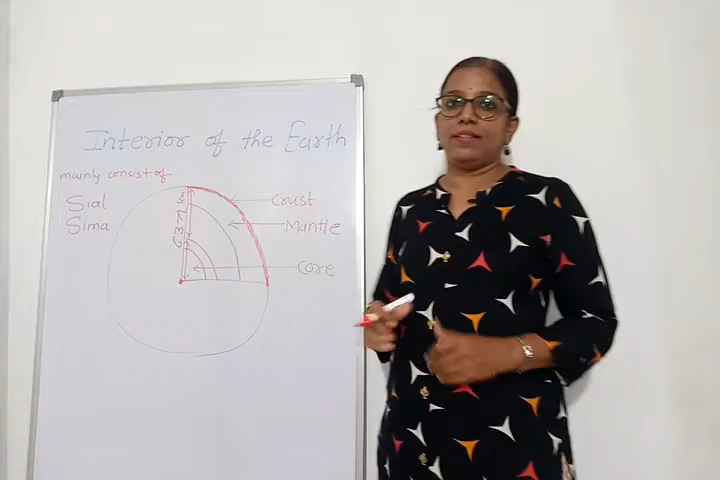 Interior of the Earth
mainly consist of
Sial
Sima
Crust
Mantle
Core